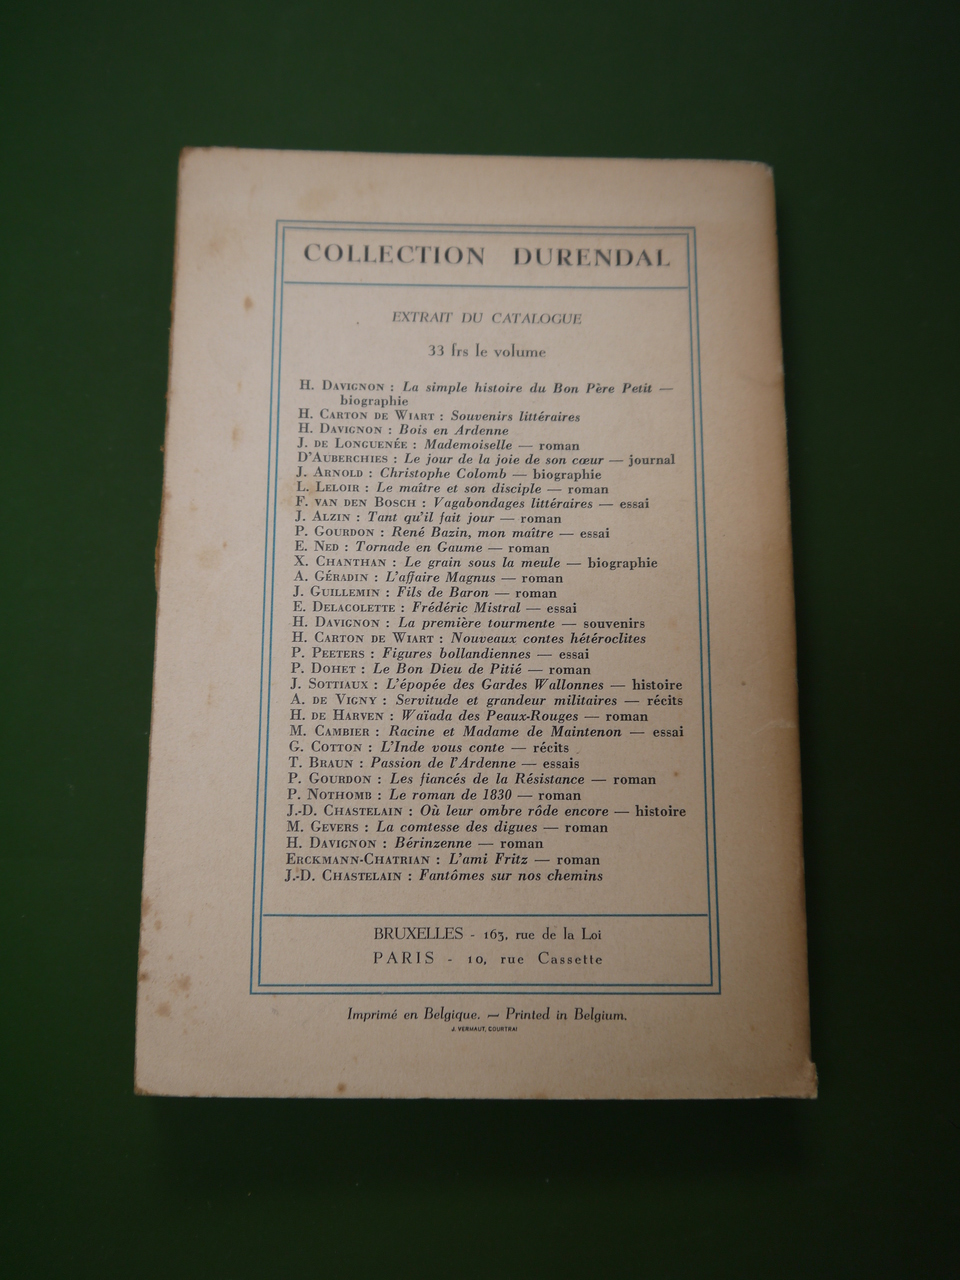 COLLECTION DURENDAL
EXTRAIT DU CATALOGUE
33 frs le volume
H. DAVIGNON : La simple histoire du Bon Père Petit —
biographie
H. CARTON DE WIART : Souvenirs littéraires
H. DAVIGNON : Bois en Ardenne
J. DE LONGUENÉE : Mademoiselle — roman
D'AUBERCHIES : Le jour de la joie de son cœur — journal
J. ARNOLD : Christophe Colomb — biographie
L. LELOIR : Le maître et son disciple — roman
F. VAN DEN BOSCH : Vagabondages littéraires — essai
J. ALZIN : Tant qu'il fait jour — roman
P. GOURDON : René Bazin, mon maître — essai
E. NED : Tornade en Gaume — roman
X. CHANTHAN : Le grain sous la meule — biographie
A. GÉRADIN : L'affaire Magnus — roman
J. GUILLEMIN : Fils de Baron — roman
E. DELACOLETTE : Frédéric Mistral — essai
H. DAVIGNON : La première tourmente — souvenirs
H. CARTON DE WIART : Nouveaux contes hétéroclites
P. PEETERS : Figures bollandiennes — essai
P. DOHET : Le Bon Dieu de Pitié — roman
J. SOTTIAUX : L'épopée des Gardes Wallonnes — histoire
A. DE VIGNY : Servitude et grandeur militaires — récits
H. DE HARVEN : Waïada des Peaux-Rouges — roman
M. CAMBIER : Racine et Madame de Maintenon — essai
G. COTTON : L'Inde vous conte — récits
T. BRAUN : Passion de l'Ardenne — essais
P. GOURDON : Les fiancés de la Résistance — roman
P. NOTHOMB : Le roman de 1830 — roman
J.-D. CHASTELAIN : Où leur ombre rôde encore — histoire
M. GEVERS : La comtesse des digues — roman
H. DAVIGNON : Bérinzenne — roman
ERCKMANN-CHATRIAN : L'ami Fritz — roman
J.-D. CHASTELAIN : Fantômes sur nos chemins
BRUXELLES - 163, rue de la Loi
PARIS - 10, rue Cassette
Imprimé en Belgique. — Printed in Belgium.
J. VERHAUT, COURTRAI